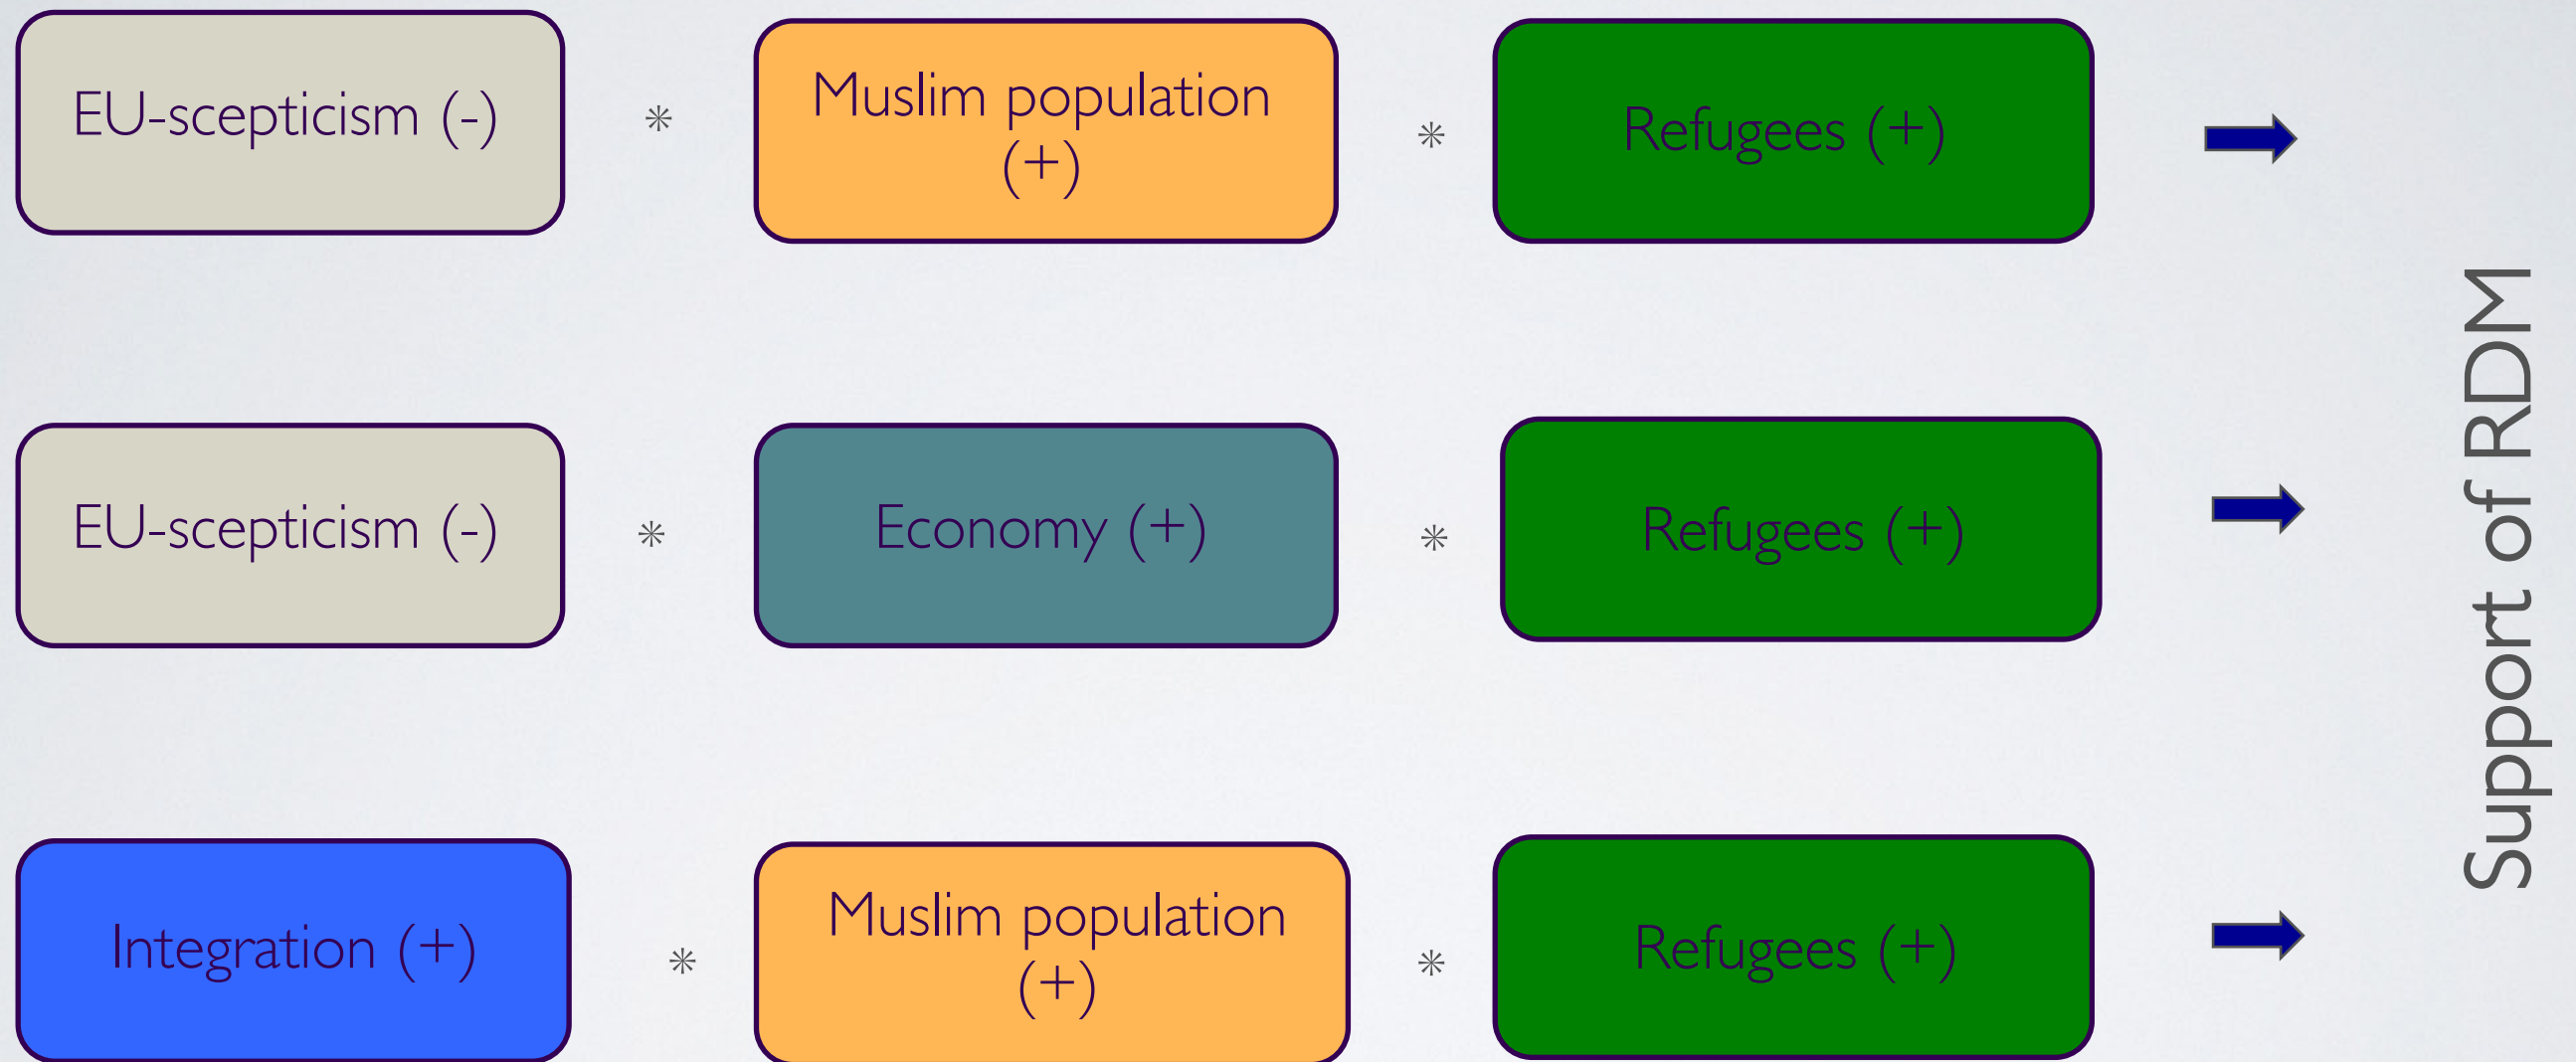 EU-scepticism (-)
*
Muslim population
(+)
*
Refugees (+)
EU-scepticism (-)
*
Economy (+)
*
Refugees (+)
Integration (+)
*
Muslim population
(+)
*
Refugees (+)
Support of RDM